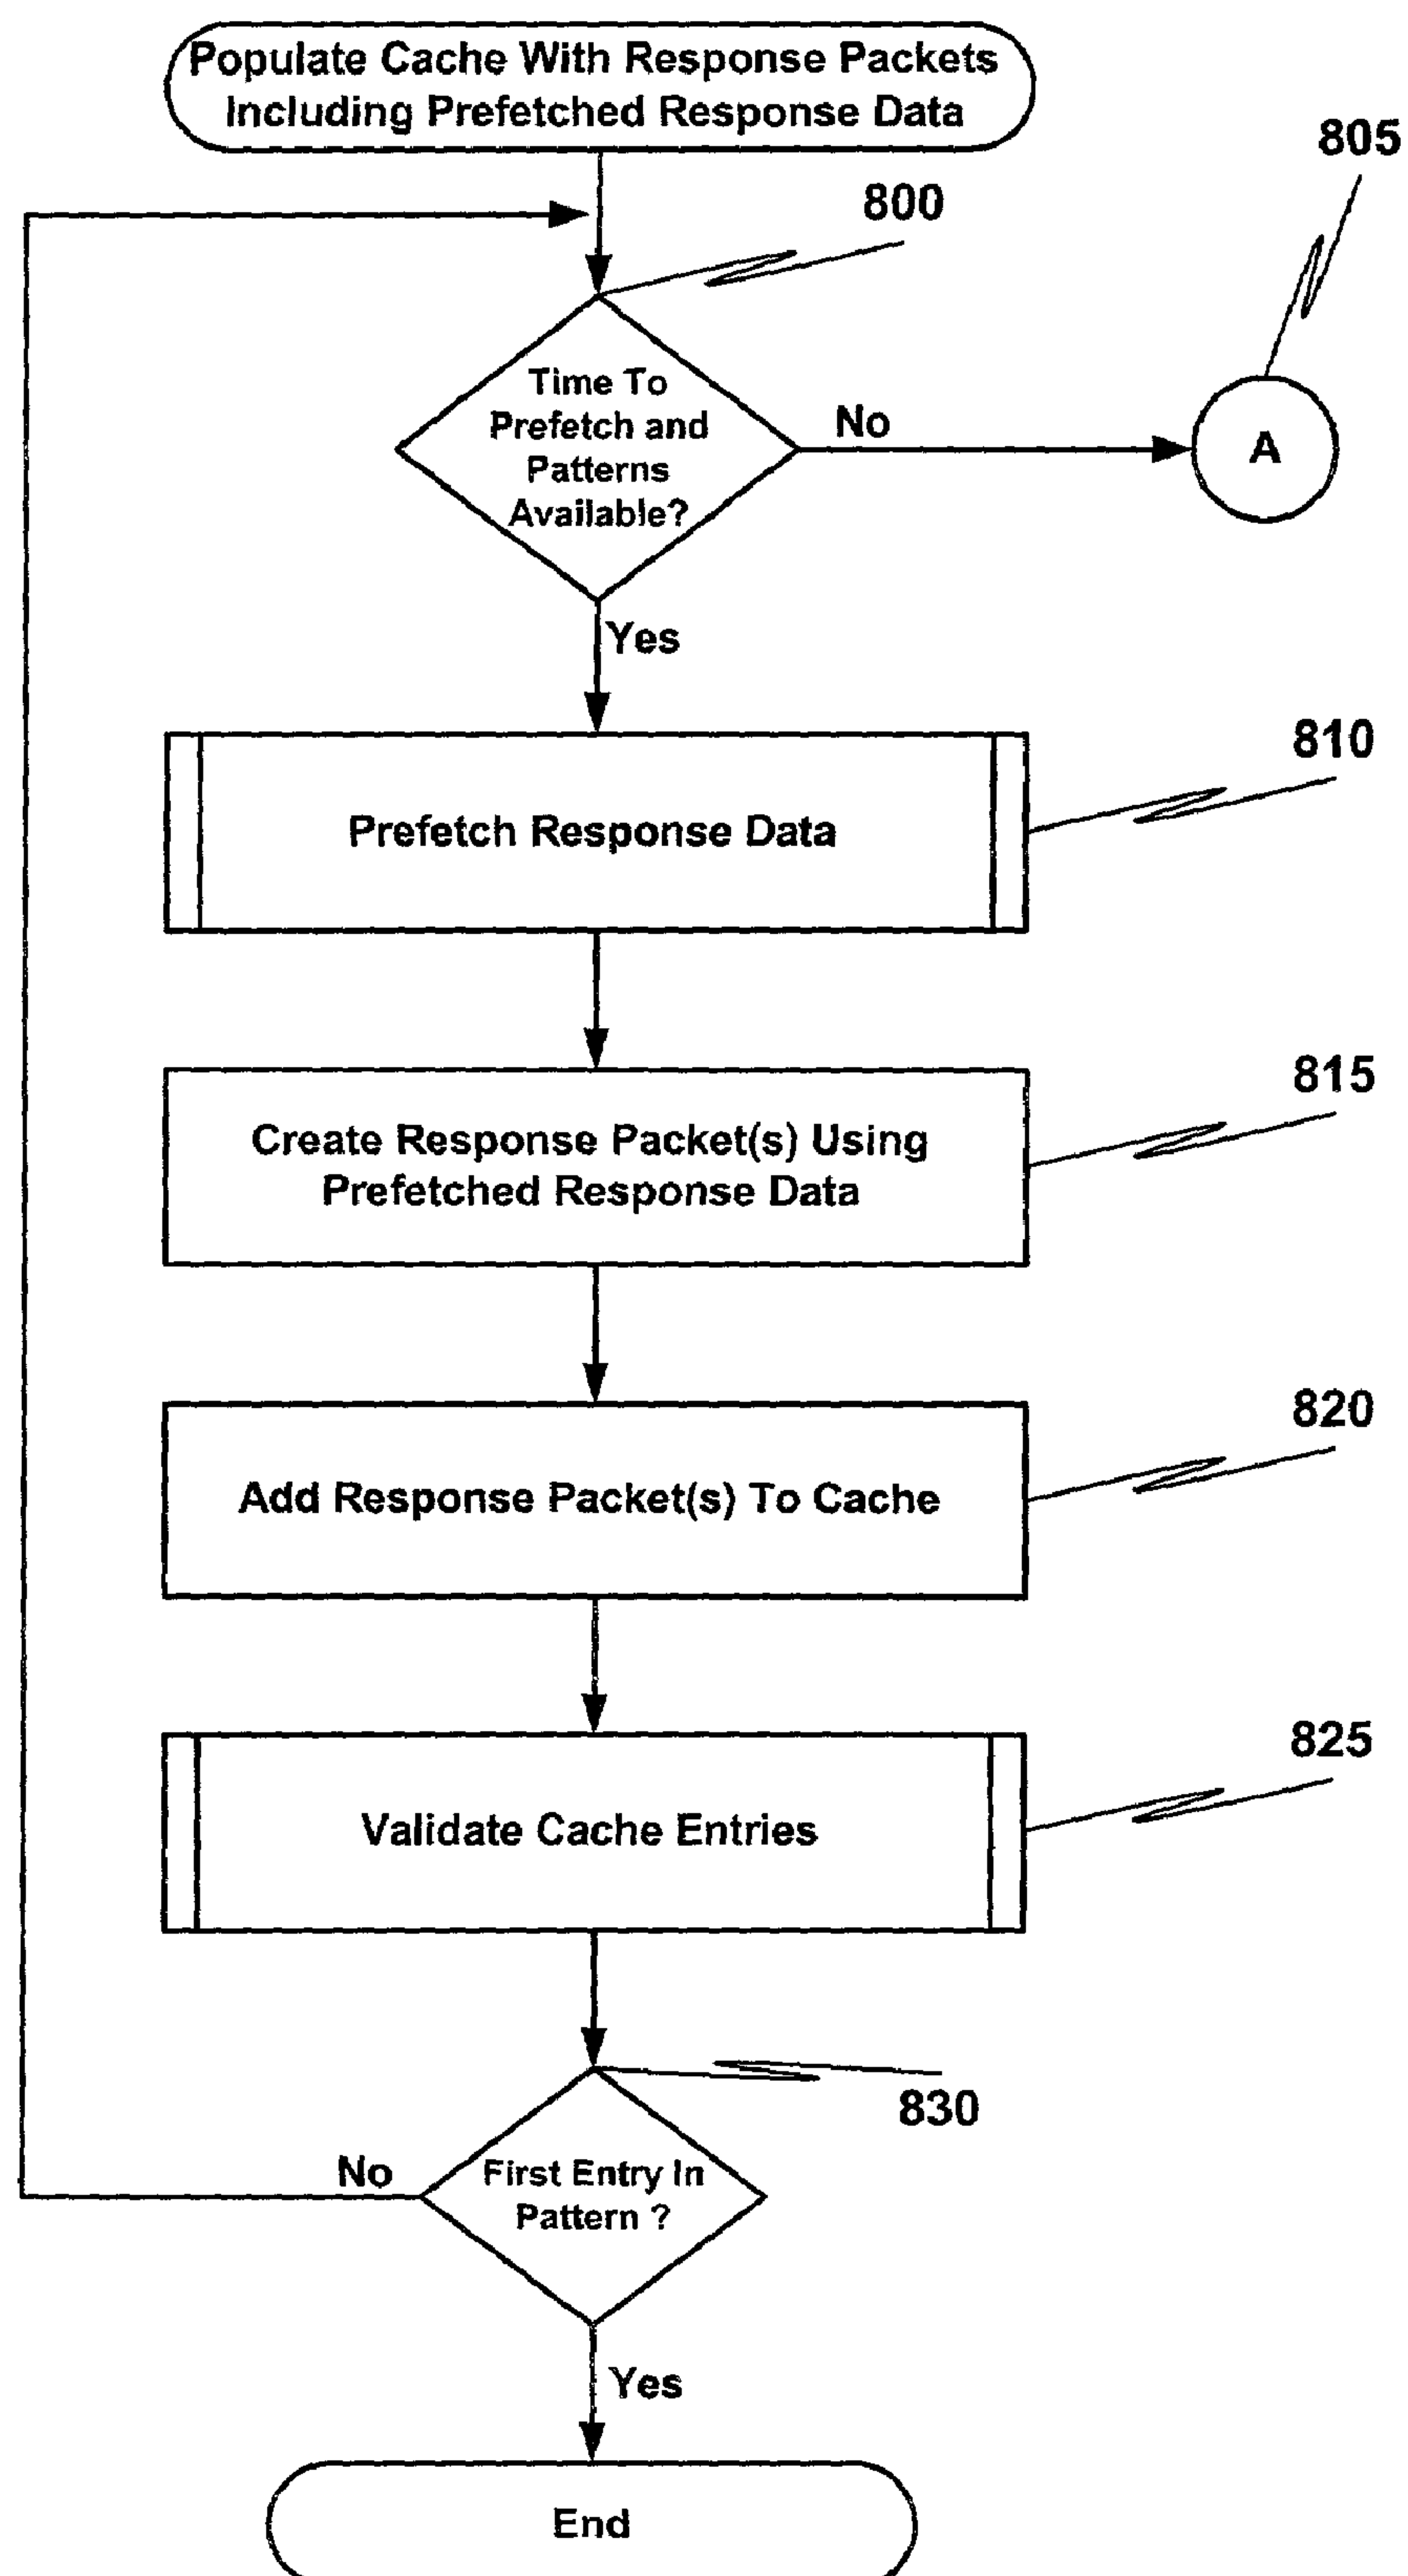 Populate Cache With Response Packets
Including Prefetched Response Data
805
800
Time To
Prefetch and
Patterns
Available?
No
A
Yes
810
Prefetch Response Data
815
Create Response Packet(s) Using
Prefetched Response Data
820
Add Response Packet(s) To Cache
825
Validate Cache Entries
830
No
First Entry In
Pattern ?
Yes
End